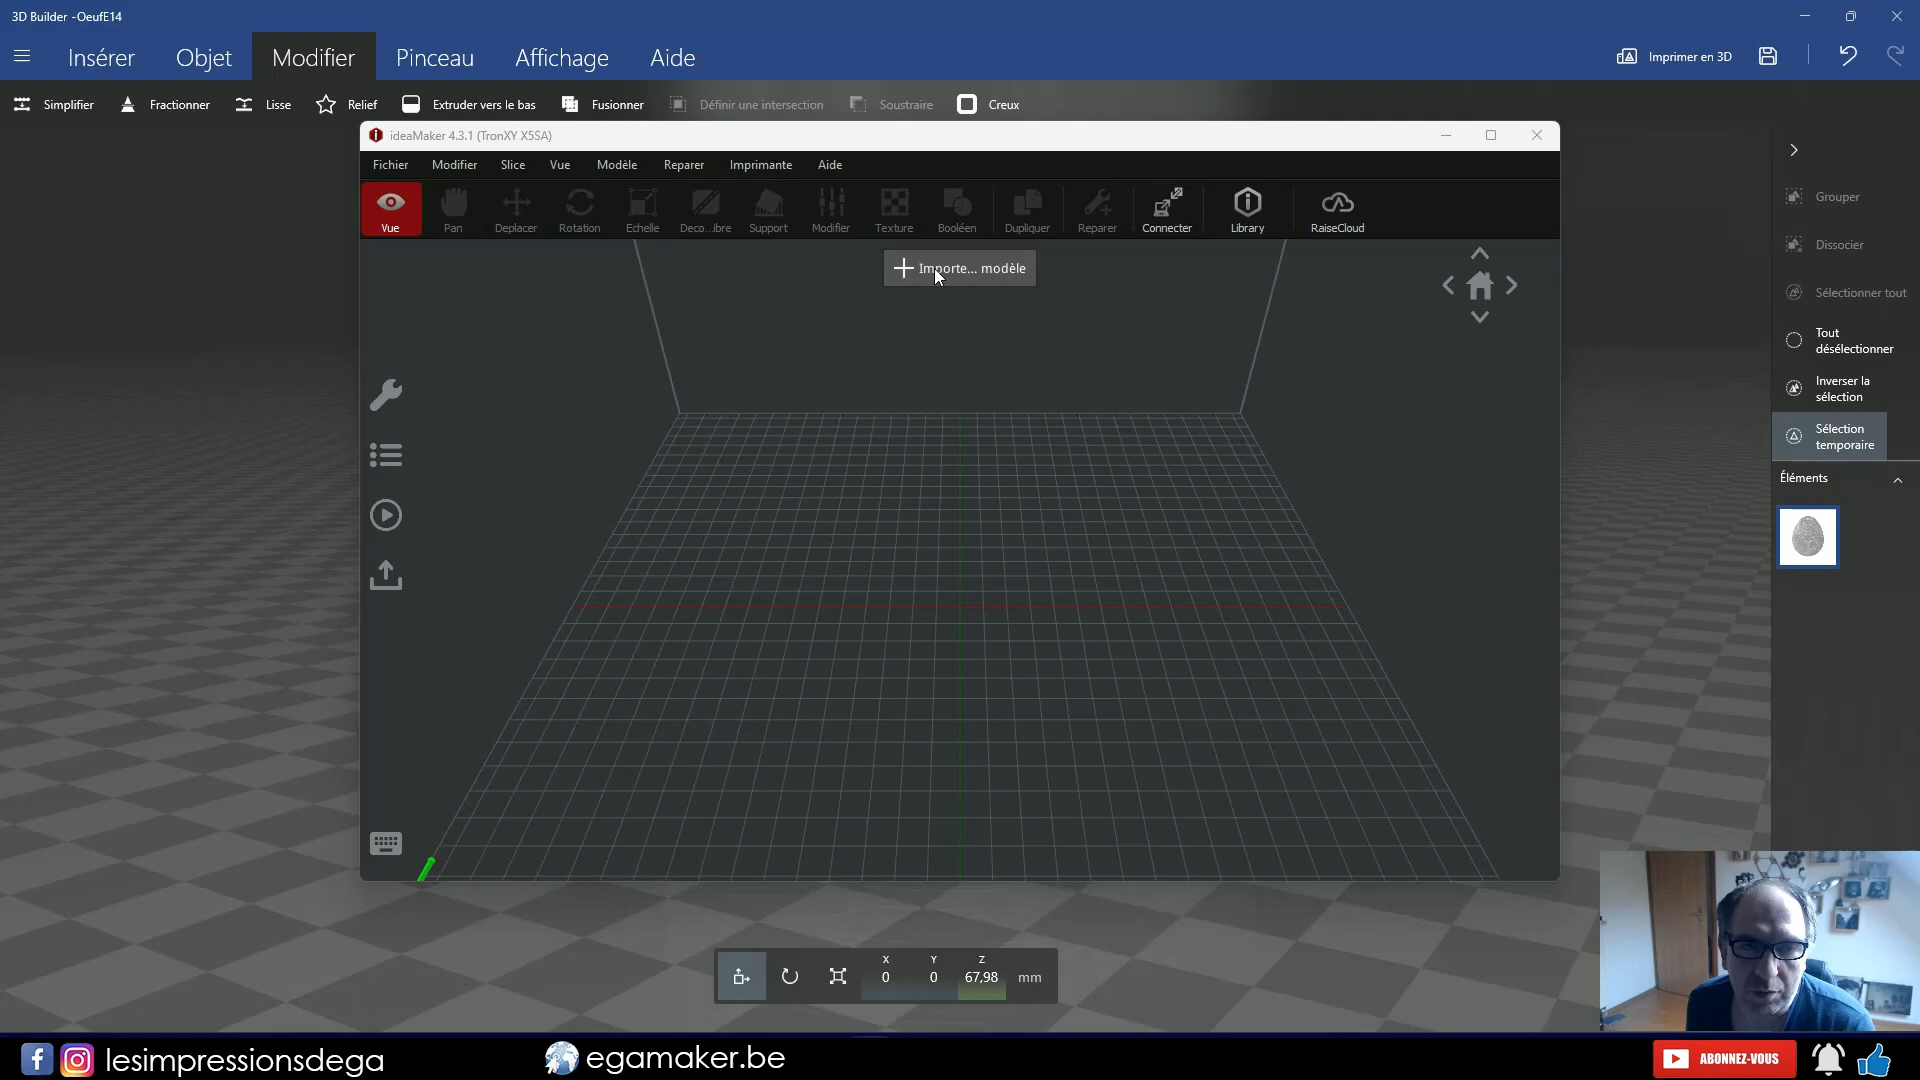 3D Builder -OeufE14
Insérer Objet Modifier Pinceau Affichage Aide
Imprimer en 3D
Simplifier Fractionner Lisse Relief Extruder vers le bas Fusionner Définir une intersection Soustraire Creux
ideaMaker 4.3.1 (TronXY X5SA)
Fichier Modifier Slice Vue Modèle Reparer Imprimante Aide
Vue Pan Deplacer Rotation Echelle Deco...ibre Support Modifier Texture Booléen Dupliquer Reparer Connecter Library RaiseCloud
Importe... modèle
Grouper
Dissocier
Sélectionner tout
Tout
désélectionner
Inverser la
sélection
Sélection
temporaire
Éléments
X Y Z
0 0 67,98 mm
lesimpressionsdega
egamaker.be
ABONNEZ-VOUS